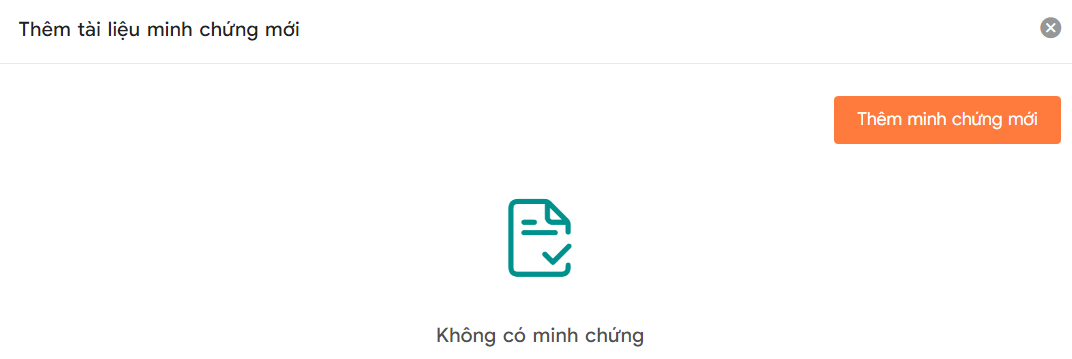 Thêm tài liệu minh chứng mới
Thêm minh chứng mới
Không có minh chứng